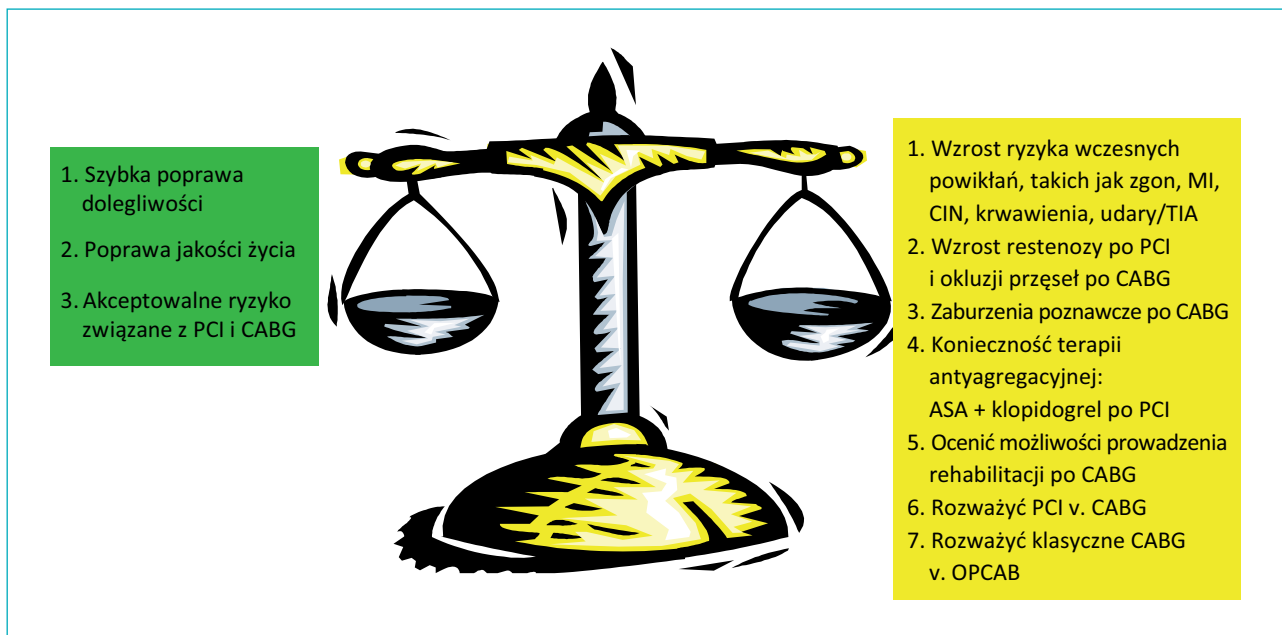 1. Szybka poprawa
dolegliwości
2. Poprawa jakości życia
3. Akceptowalne ryzyko
związane z PCI i CABG
1. Wzrost ryzyka wczesnych
powikłań, takich jak zgon, MI,
CIN, krwawienia, udary/TIA
2. Wzrost restenozy po PCI
i okluzji przęseł po CABG
3. Zaburzenia poznawcze po CABG
4. Konieczność terapii
antyagregacyjnej:
ASA + klopidogrel po PCI
5. Ocenić możliwości prowadzenia
rehabilitacji po CABG
6. Rozważyć PCI v. CABG
7. Rozważyć klasyczne CABG
v. OPCAB